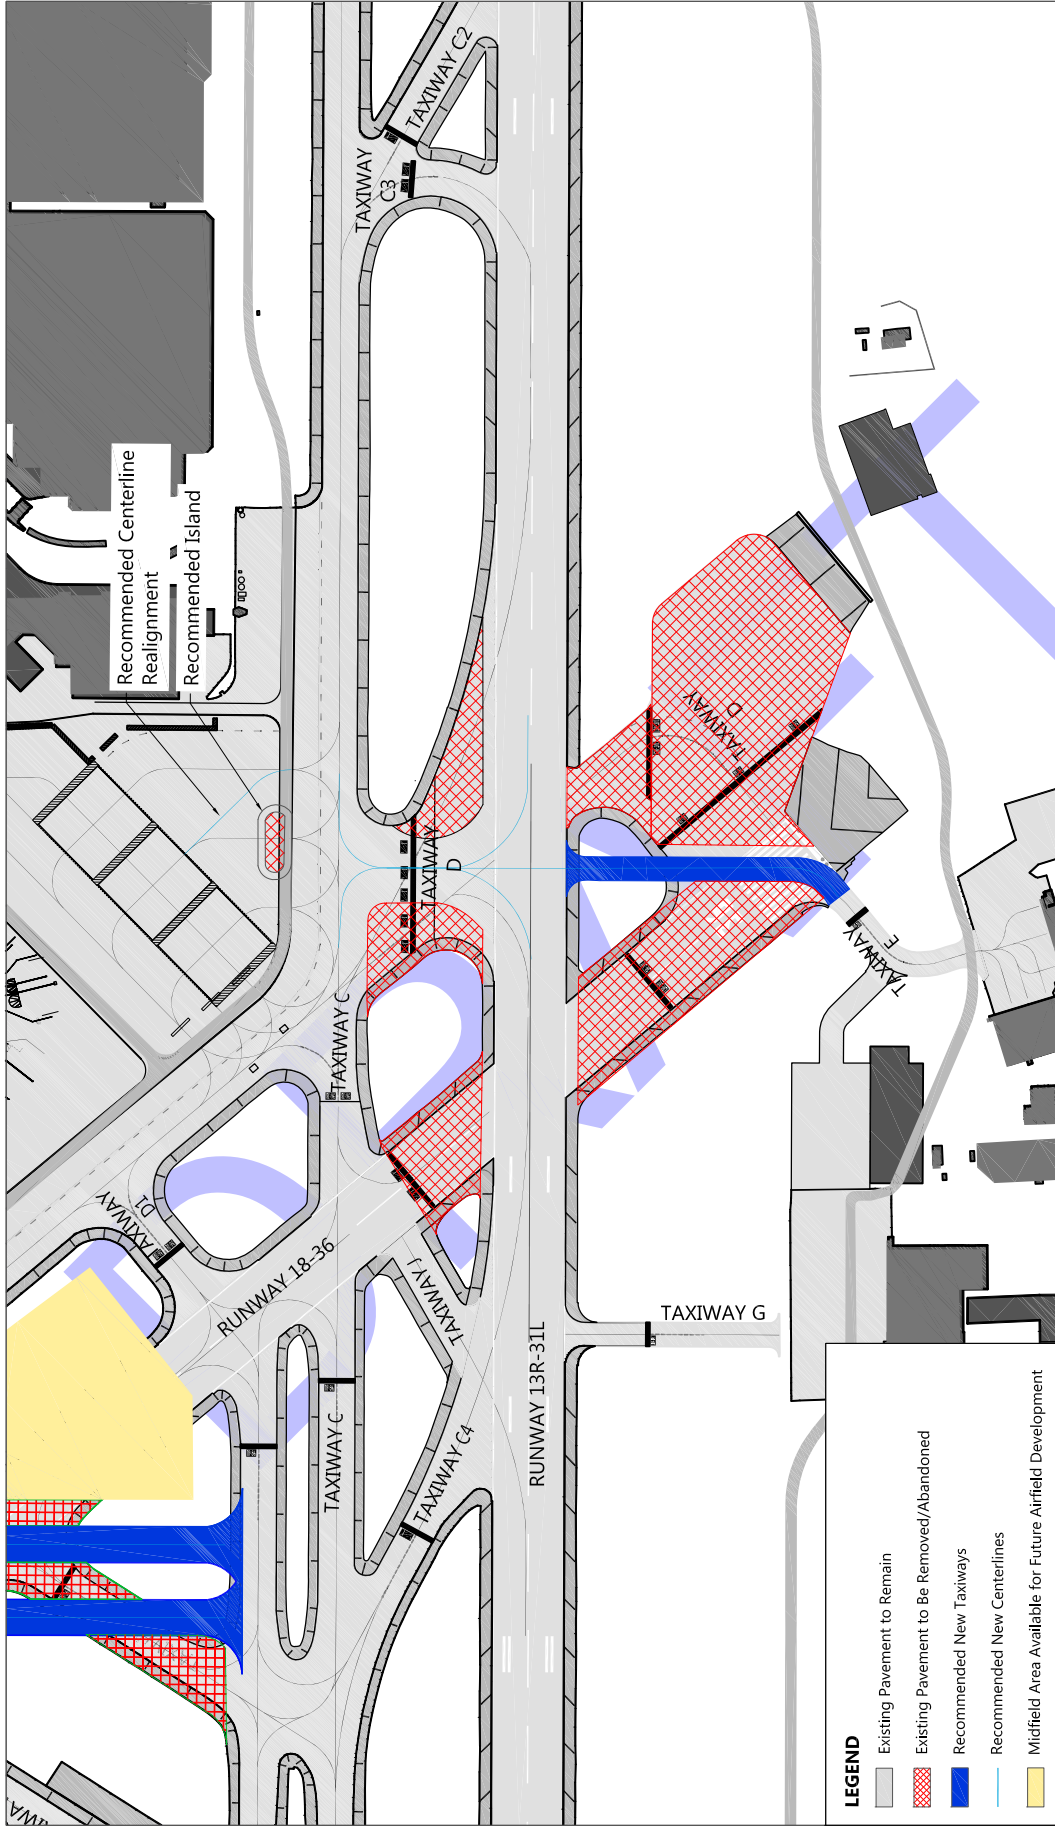 TAXIWAY C2
TAXIWAY
C3
Recommended Centerline
Realignment
Recommended Island
TAXIWAY
D
TAXIWAY
D
TAXIWAY
E
TAXIWAY C
TAXIWAY
D1
RUNWAY 18-36
TAXIWAY J
TAXIWAY G
RUNWAY 13R-31L
TAXIWAY C
TAXIWAY C4
LEGEND
Existing Pavement to Remain
Existing Pavement to Be Removed/Abandoned
Recommended New Taxiways
Recommended New Centerlines
Midfield Area Available for Future Airfield Development